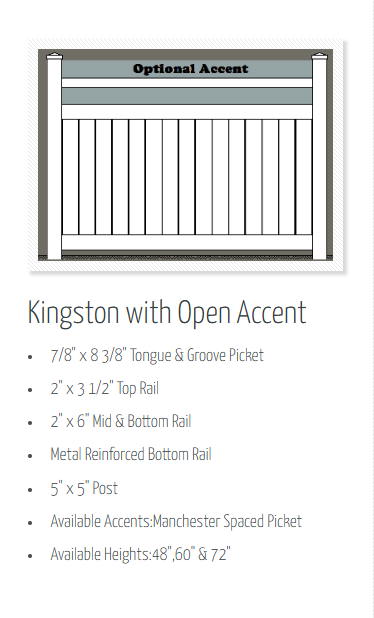 Optional Accent
Kingston with Open Accent
7/8" x 8 3/8" Tongue & Groove Picket
2" x 3 1/2" Top Rail
2" x 6" Mid & Bottom Rail
Metal Reinforced Bottom Rail
5" x 5" Post
Available Accents:Manchester Spaced Picket
Available Heights:48",60" & 72"